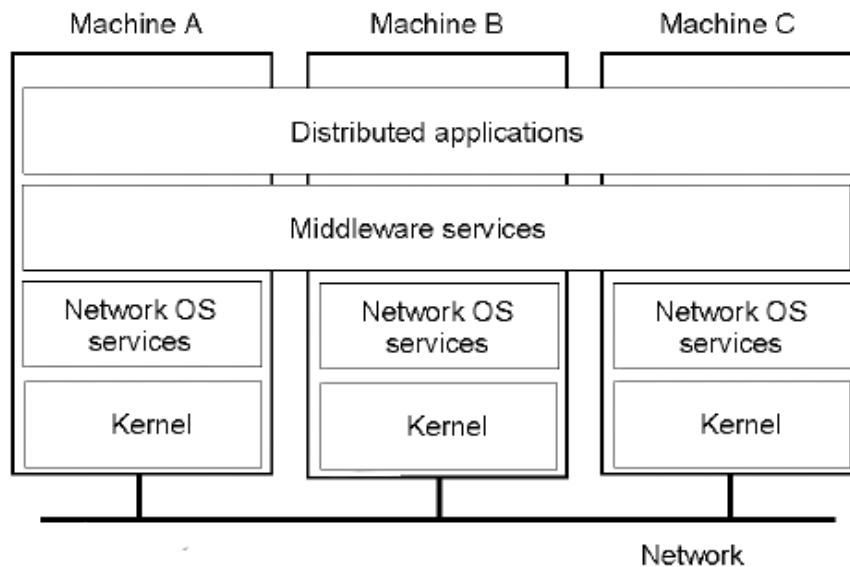 Machine A
Machine B
Machine C
Distributed applications
Middleware services
Network OS
services
Network OS
services
Network OS
services
Kernel
Kernel
Kernel
Network